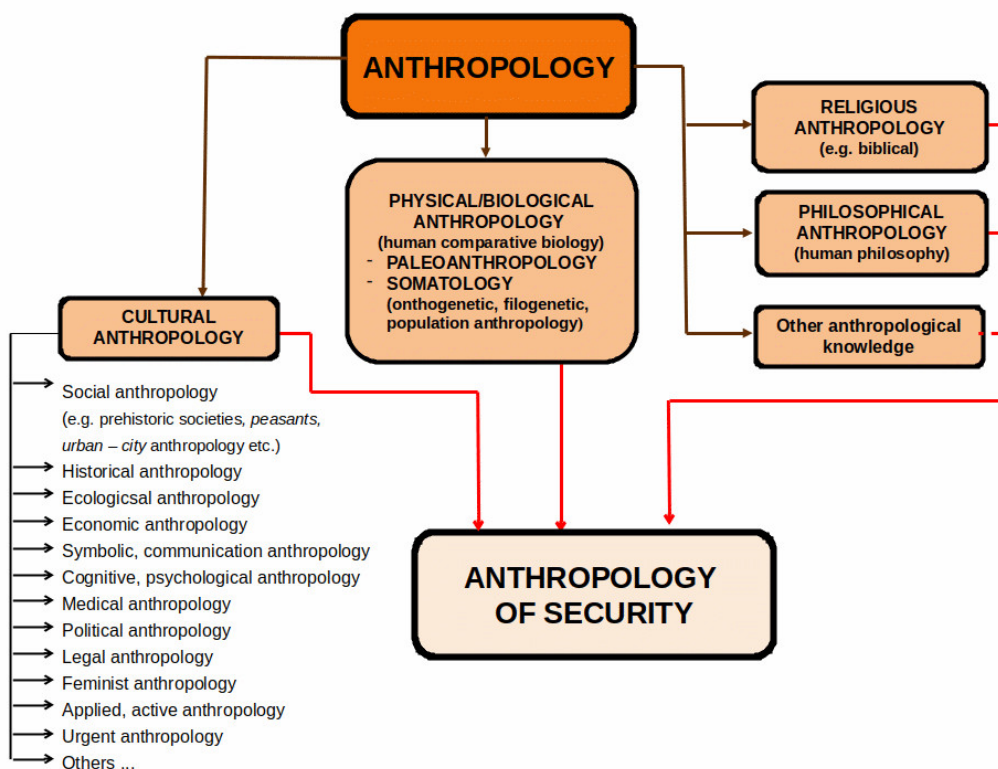 ANTHROPOLOGY
RELIGIOUS
ANTHROPOLOGY
(e.g. biblical)
PHYSICAL/BIOLOGICAL
ANTHROPOLOGY
(human comparative biology)
- PALEOANTHROPOLOGY
- SOMATOLOGY
(onthogenetic, filogenetic,
population anthropology)
PHILOSOPHICAL
ANTHROPOLOGY
(human philosophy)
CULTURAL
ANTHROPOLOGY
Other anthropological
knowledge
Social anthropology
(e.g. prehistoric societies, peasants,
urban – city anthropology etc.)
Historical anthropology
Ecologicsal anthropology
Economic anthropology
Symbolic, communication anthropology
Cognitive, psychological anthropology
Medical anthropology
Political anthropology
Legal anthropology
Feminist anthropology
Applied, active anthropology
Urgent anthropology
Others ...
ANTHROPOLOGY
OF SECURITY